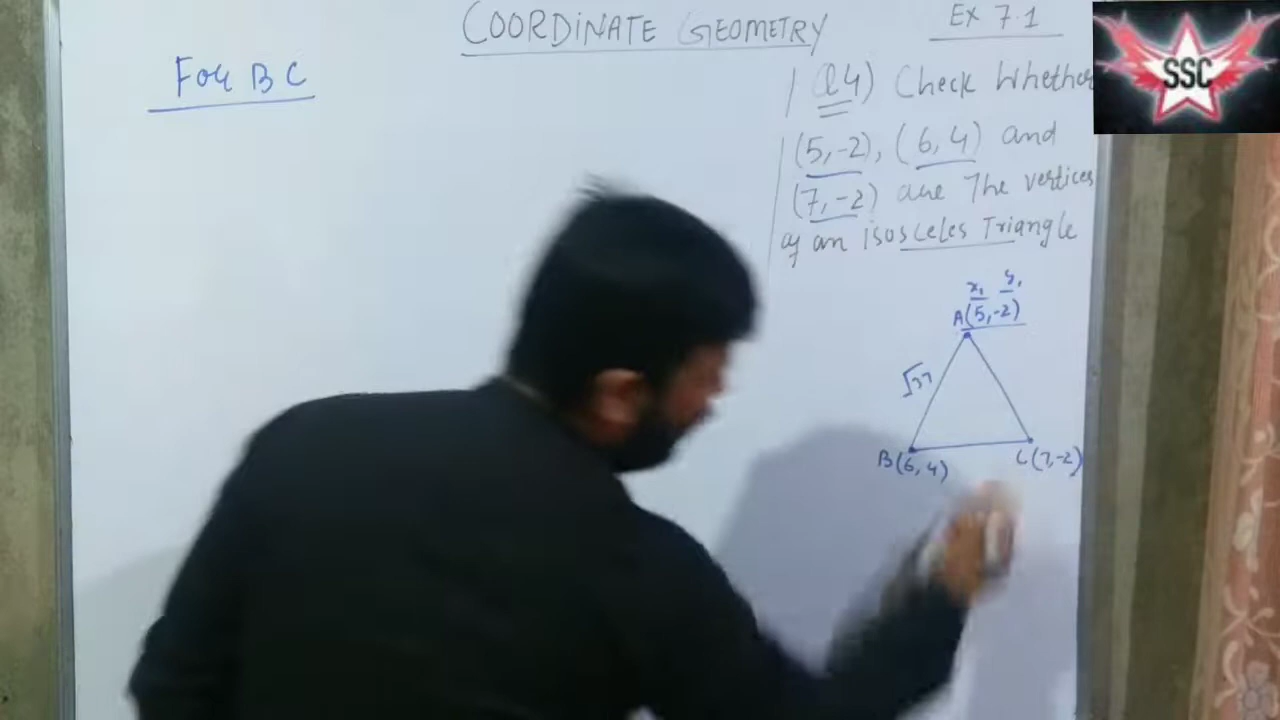 COORDINATE GEOMETRY
Ex 7.1
SSC
For BC
Q4) Check Whether
(5,-2), (6,4) and
(7,-2) are The vertices
of an isosceles Triangle
x₁ y₁
A(5,-2)
√37
B(6,4)
C(7,-2)